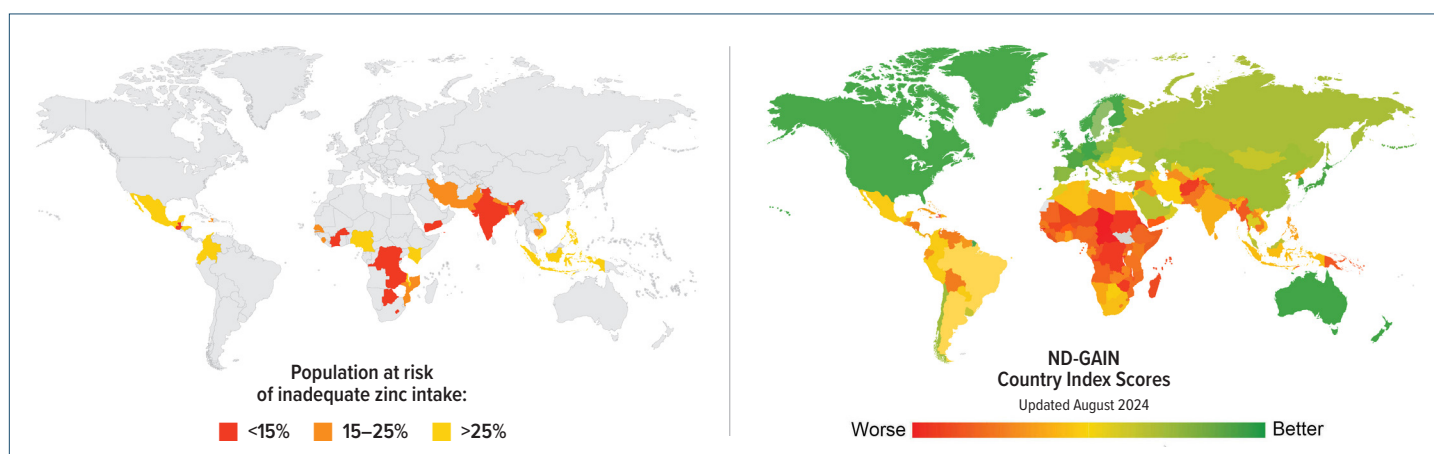 Population at risk
of inadequate zinc intake:
<15% 15–25% >25%
ND-GAIN
Country Index Scores
Updated August 2024
Worse Better